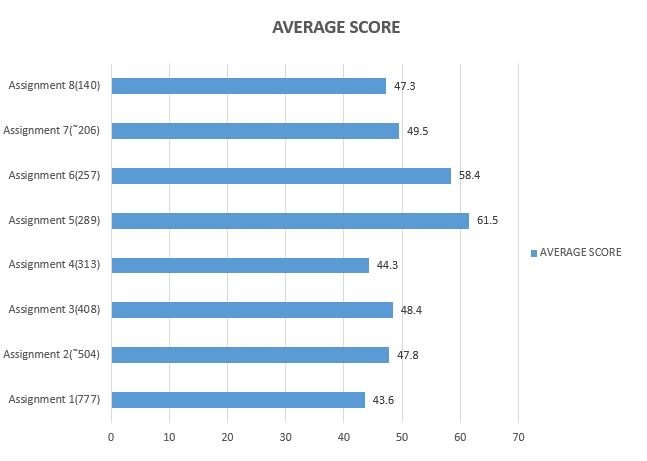 AVERAGE SCORE
Assignment 8(140) 47.3
Assignment 7(~206) 49.5
Assignment 6(257) 58.4
Assignment 5(289) 61.5
Assignment 4(313) 44.3
AVERAGE SCORE
Assignment 3(408) 48.4
Assignment 2(~504) 47.8
Assignment 1(777) 43.6
0 10 20 30 40 50 60 70